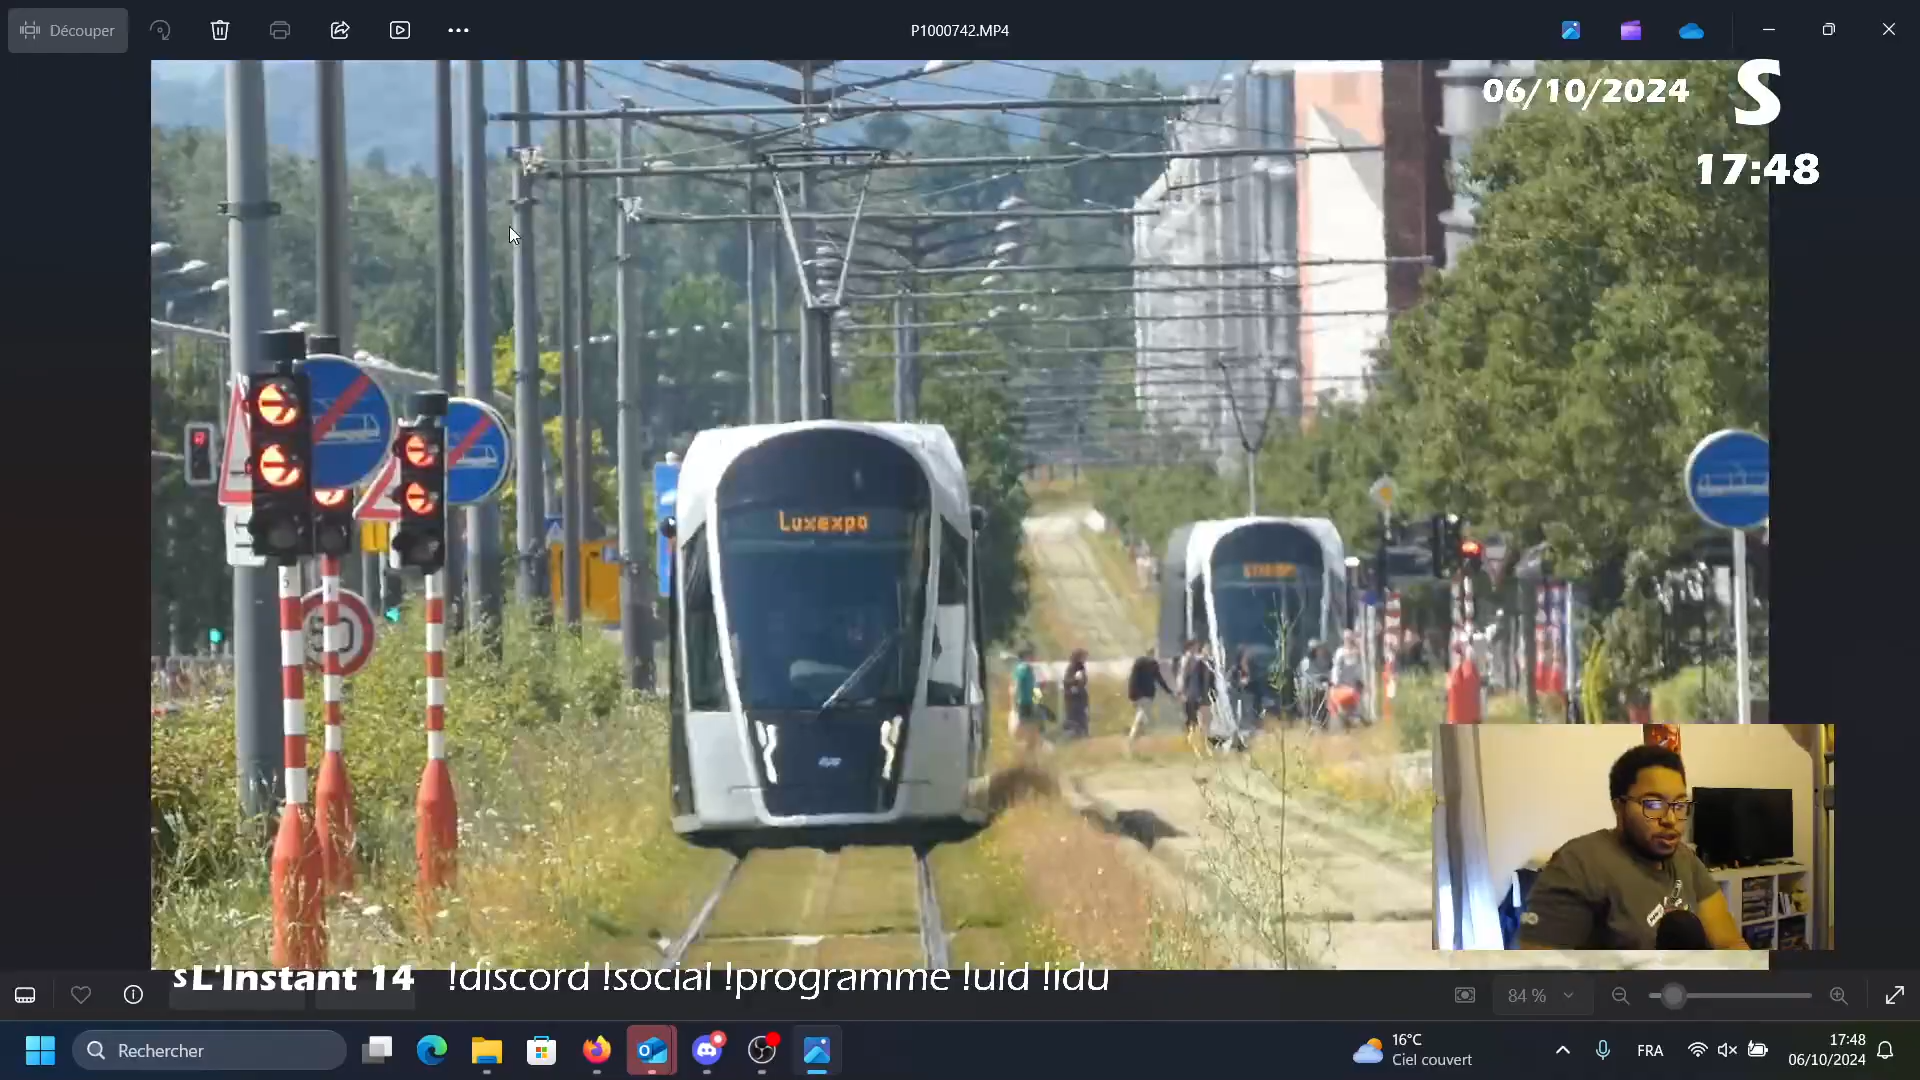 Découper
P1000742.MP4
06/10/2024
S
17:48
Luxexpo
sL'Instant 14 !discord !social !programme !uid !idu
84 %
Rechercher
16°C
Ciel couvert
FRA
17:48
06/10/2024